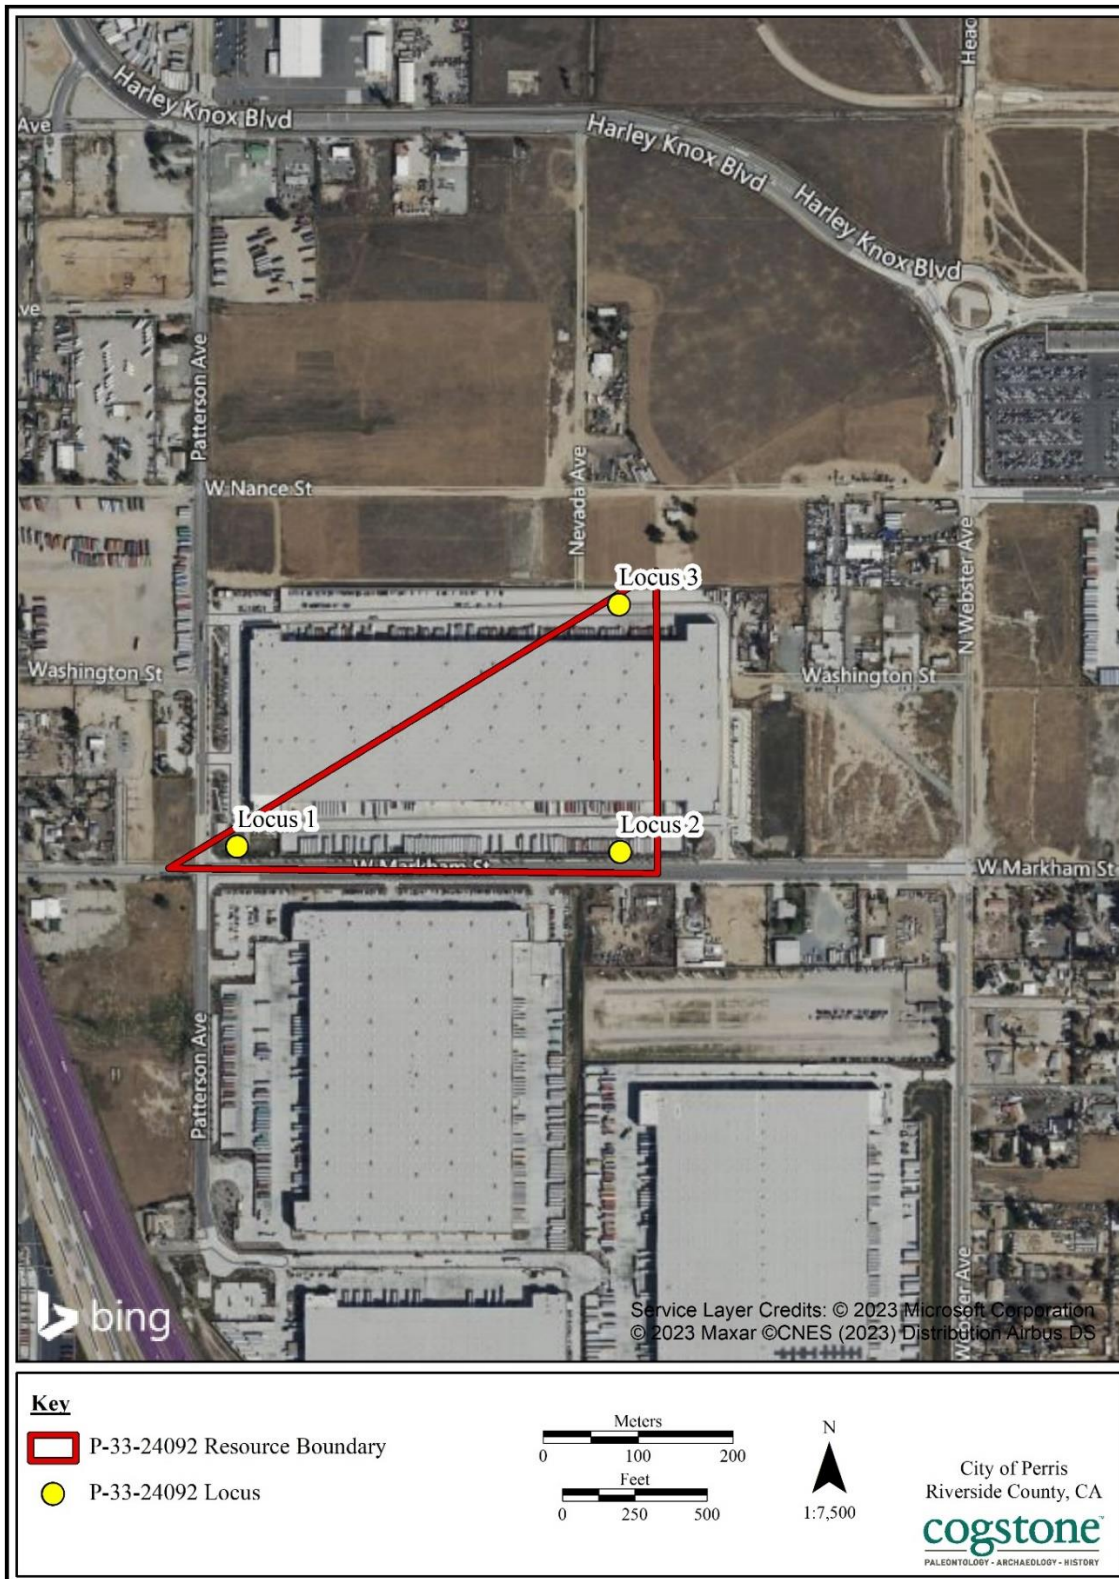 Head
Harley Knox Blvd
Ave
Harley Knox Blvd
Harley Knox Blvd
ve
Patterson Ave
W Nance St
Nevada Ave
N Webster Ave
Locus 3
Washington St
Washington St
Locus 1
Locus 2
W Markham St
W Markham St
Patterson Ave
Webster Ave
bing
Service Layer Credits: © 2023 Microsoft Corporation
© 2023 Maxar ©CNES (2023) Distribution Airbus DS
Key
P-33-24092 Resource Boundary
P-33-24092 Locus
Meters
0 100 200
Feet
0 250 500
N
1:7,500
City of Perris
Riverside County, CA
cogstone
PALEONTOLOGY - ARCHAEOLOGY - HISTORY